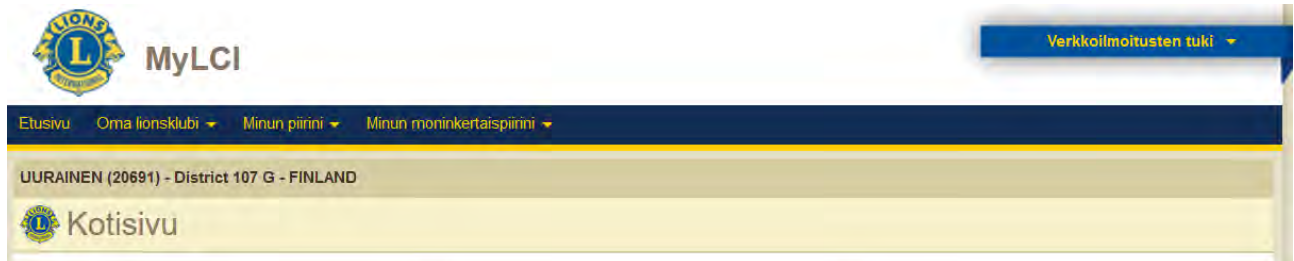 LIONS
L
INTERNATIONAL
MyLCI
Verkkoilmoitusten tuki
Etusivu Oma lionsklubi Minun piirini Minun moninkertaispiirini
UURAINEN (20691) - District 107 G - FINLAND
L
Kotisivu